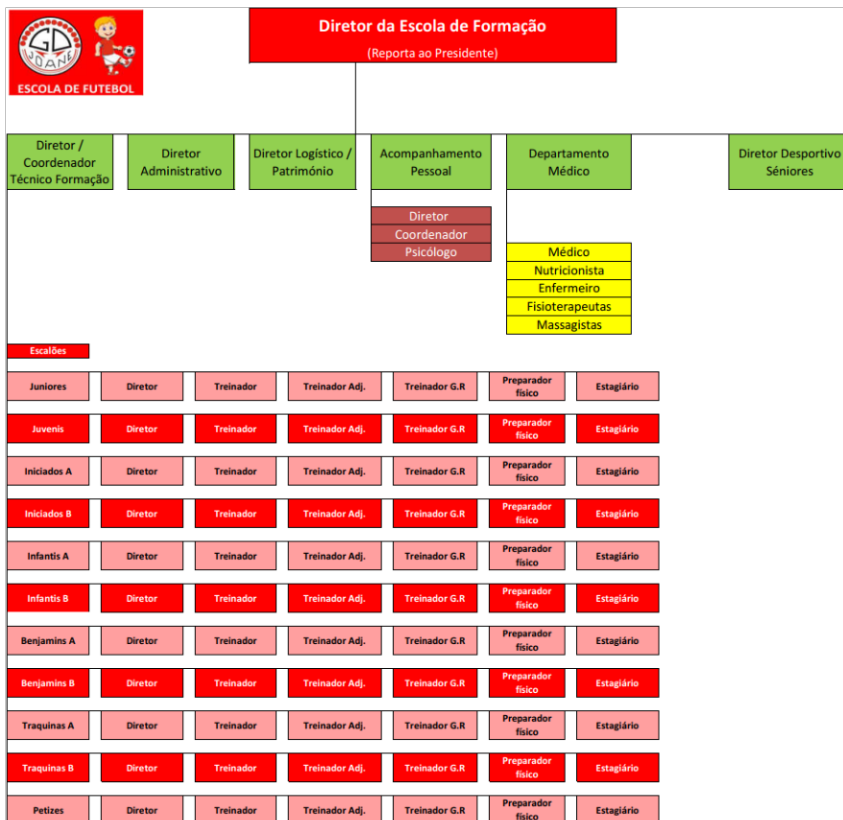 GD
JOANE
ESCOLA DE FUTEBOL
Diretor da Escola de Formação
(Reporta ao Presidente)
Diretor /
Coordenador
Técnico Formação
Diretor
Administrativo
Diretor Logístico /
Património
Acompanhamento
Pessoal
Departamento
Médico
Diretor Desportivo
Séniores
Diretor
Coordenador
Psicólogo
Médico
Nutricionista
Enfermeiro
Fisioterapeutas
Massagistas
Escalões
Juniores Diretor Treinador Treinador Adj. Treinador G.R Preparador físico Estagiário
Juvenis Diretor Treinador Treinador Adj. Treinador G.R Preparador físico Estagiário
Iniciados A Diretor Treinador Treinador Adj. Treinador G.R Preparador físico Estagiário
Iniciados B Diretor Treinador Treinador Adj. Treinador G.R Preparador físico Estagiário
Infantis A Diretor Treinador Treinador Adj. Treinador G.R Preparador físico Estagiário
Infantis B Diretor Treinador Treinador Adj. Treinador G.R Preparador físico Estagiário
Benjamins A Diretor Treinador Treinador Adj. Treinador G.R Preparador físico Estagiário
Benjamins B Diretor Treinador Treinador Adj. Treinador G.R Preparador físico Estagiário
Traquinas A Diretor Treinador Treinador Adj. Treinador G.R Preparador físico Estagiário
Traquinas B Diretor Treinador Treinador Adj. Treinador G.R Preparador físico Estagiário
Petizes Diretor Treinador Treinador Adj. Treinador G.R Preparador físico Estagiário